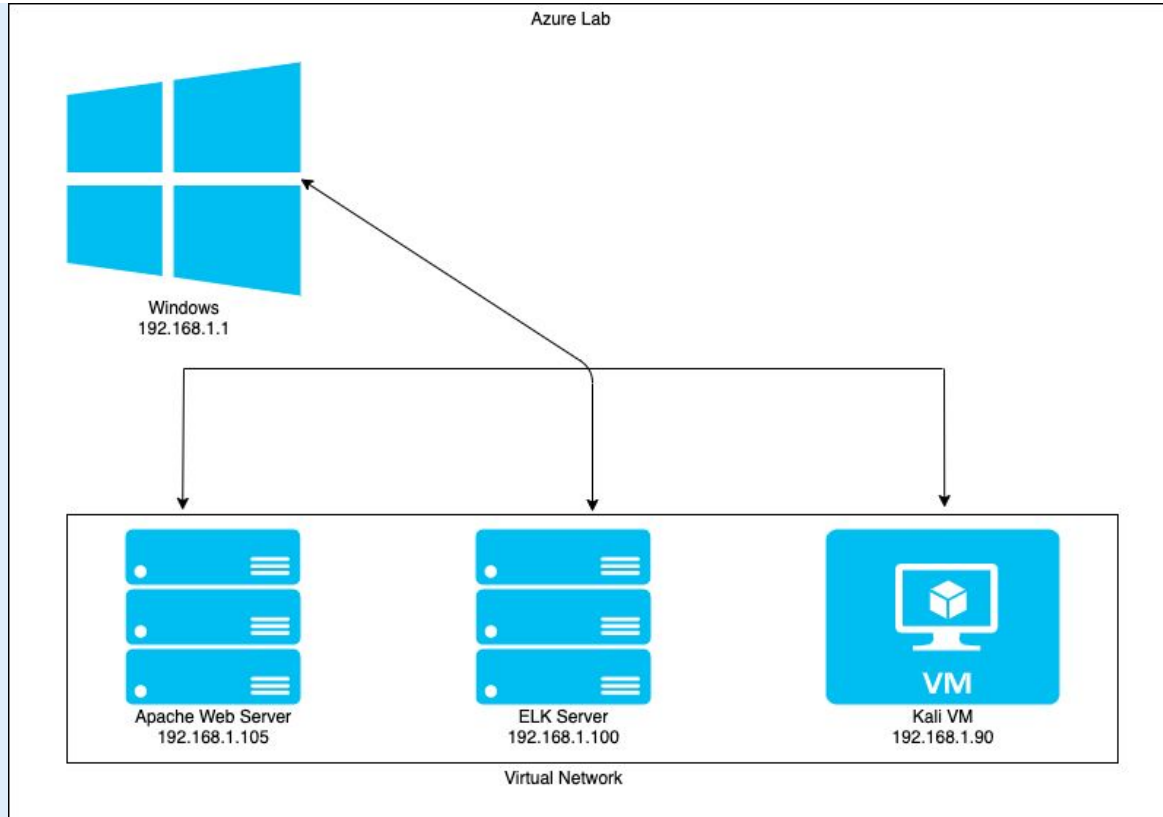 Azure Lab
Windows
192.168.1.1
Apache Web Server
192.168.1.105
ELK Server
192.168.1.100
VM
Kali VM
192.168.1.90
Virtual Network